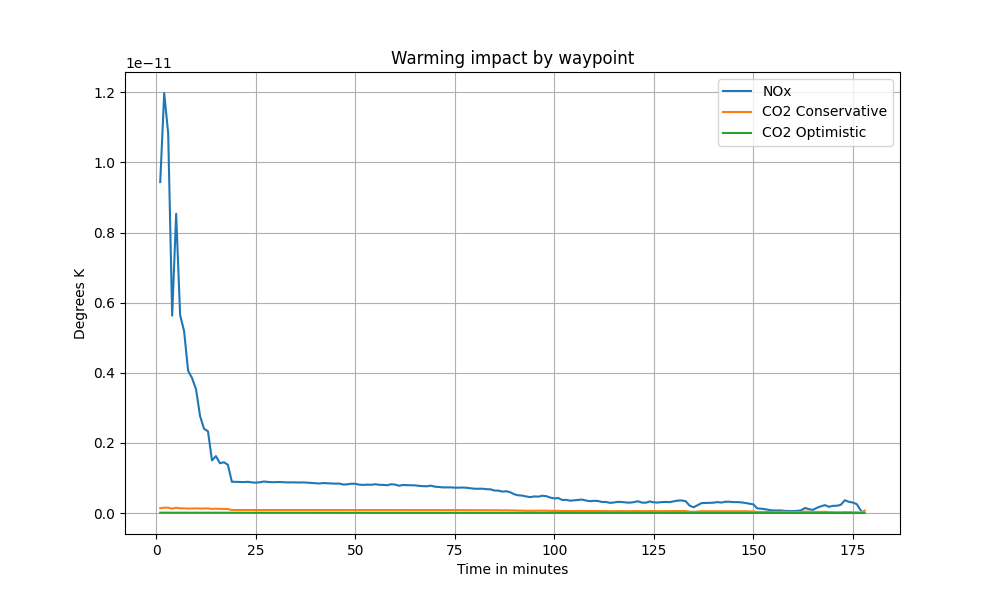 Warming impact by waypoint
1e−11
NOx
CO2 Conservative
CO2 Optimistic
1.2
1.0
0.8
0.6
0.4
0.2
0.0
Degrees K
0 25 50 75 100 125 150 175
Time in minutes